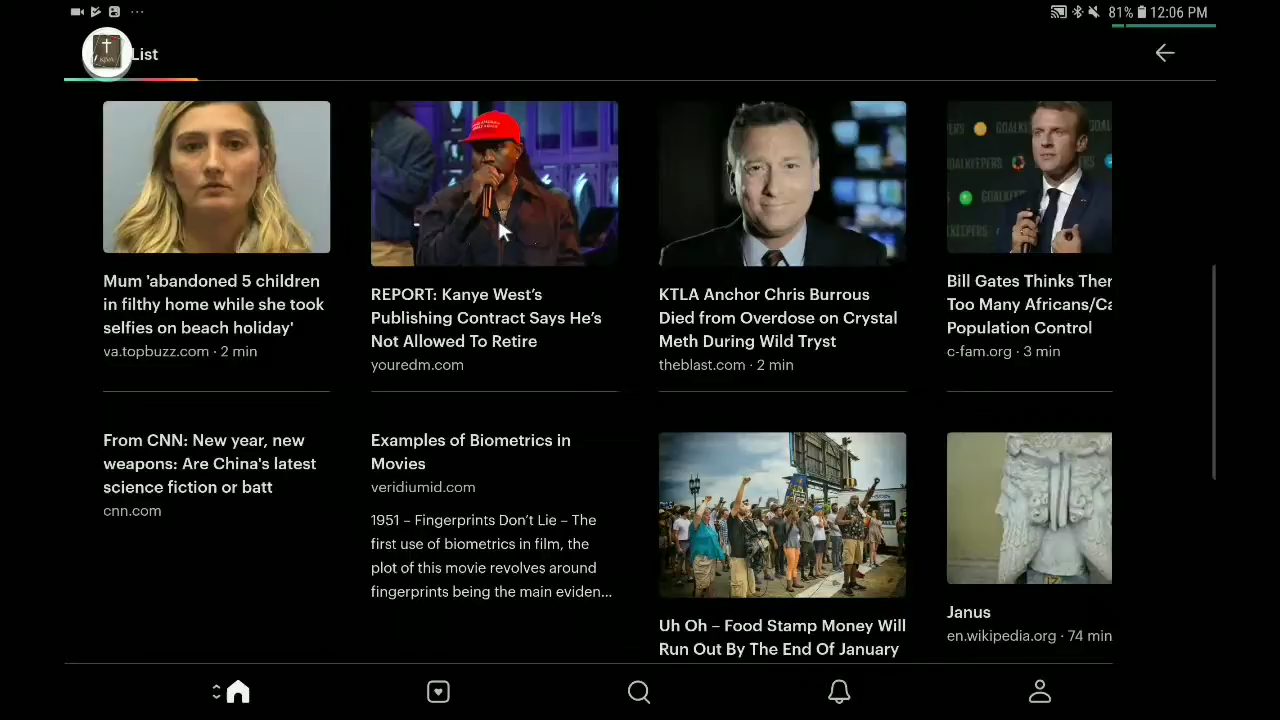 81% 12:06 PM
List
Mum 'abandoned 5 children
in filthy home while she took
selfies on beach holiday'
va.topbuzz.com · 2 min
REPORT: Kanye West's
Publishing Contract Says He's
Not Allowed To Retire
youredm.com
KTLA Anchor Chris Burrous
Died from Overdose on Crystal
Meth During Wild Tryst
theblast.com · 2 min
GOALKEEPERS
Bill Gates Thinks Ther
Too Many Africans/Ca
Population Control
c-fam.org · 3 min
From CNN: New year, new
weapons: Are China's latest
science fiction or batt
cnn.com
Examples of Biometrics in
Movies
veridiumid.com
1951 – Fingerprints Don't Lie – The
first use of biometrics in film, the
plot of this movie revolves around
fingerprints being the main eviden...
Uh Oh – Food Stamp Money Will
Run Out By The End Of January
Janus
en.wikipedia.org · 74 min